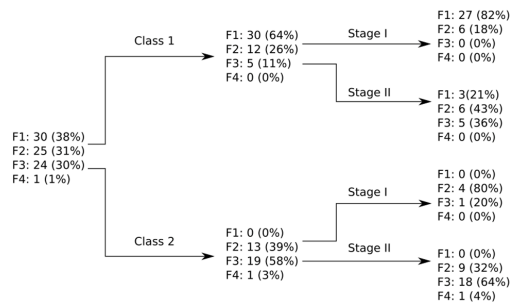 F1: 30 (38%)
F2: 25 (31%)
F3: 24 (30%)
F4: 1 (1%)
Class 1
F1: 30 (64%)
F2: 12 (26%)
F3: 5 (11%)
F4: 0 (0%)
Stage I
F1: 27 (82%)
F2: 6 (18%)
F3: 0 (0%)
F4: 0 (0%)
Stage II
F1: 3(21%)
F2: 6 (43%)
F3: 5 (36%)
F4: 0 (0%)
Class 2
F1: 0 (0%)
F2: 13 (39%)
F3: 19 (58%)
F4: 1 (3%)
Stage I
F1: 0 (0%)
F2: 4 (80%)
F3: 1 (20%)
F4: 0 (0%)
Stage II
F1: 0 (0%)
F2: 9 (32%)
F3: 18 (64%)
F4: 1 (4%)